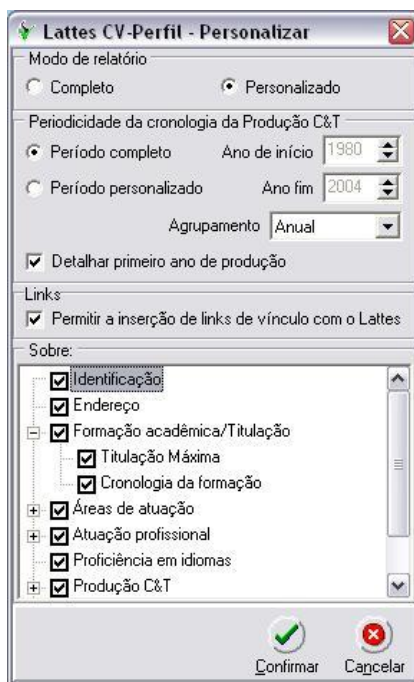 Lattes CV-Perfil - Personalizar
Modo de relatório
Completo Personalizado
Periodicidade da cronologia da Produção C&T
Período completo Ano de início 1980
Período personalizado Ano fim 2004
Agrupamento Anual
Detalhar primeiro ano de produção
Links
Permitir a inserção de links de vínculo com o Lattes
Sobre:
Identificação
Endereço
Formação acadêmica/Titulação
Titulação Máxima
Cronologia da formação
Áreas de atuação
Atuação profissional
Proficiência em idiomas
Produção C&T
Confirmar Cancelar